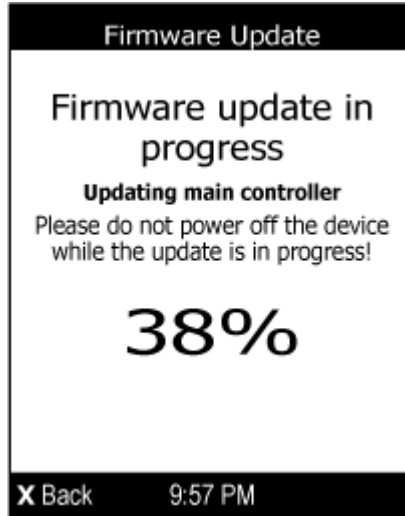 Firmware Update
Firmware update in
progress
Updating main controller
Please do not power off the device
while the update is in progress!
38%
X Back 9:57 PM